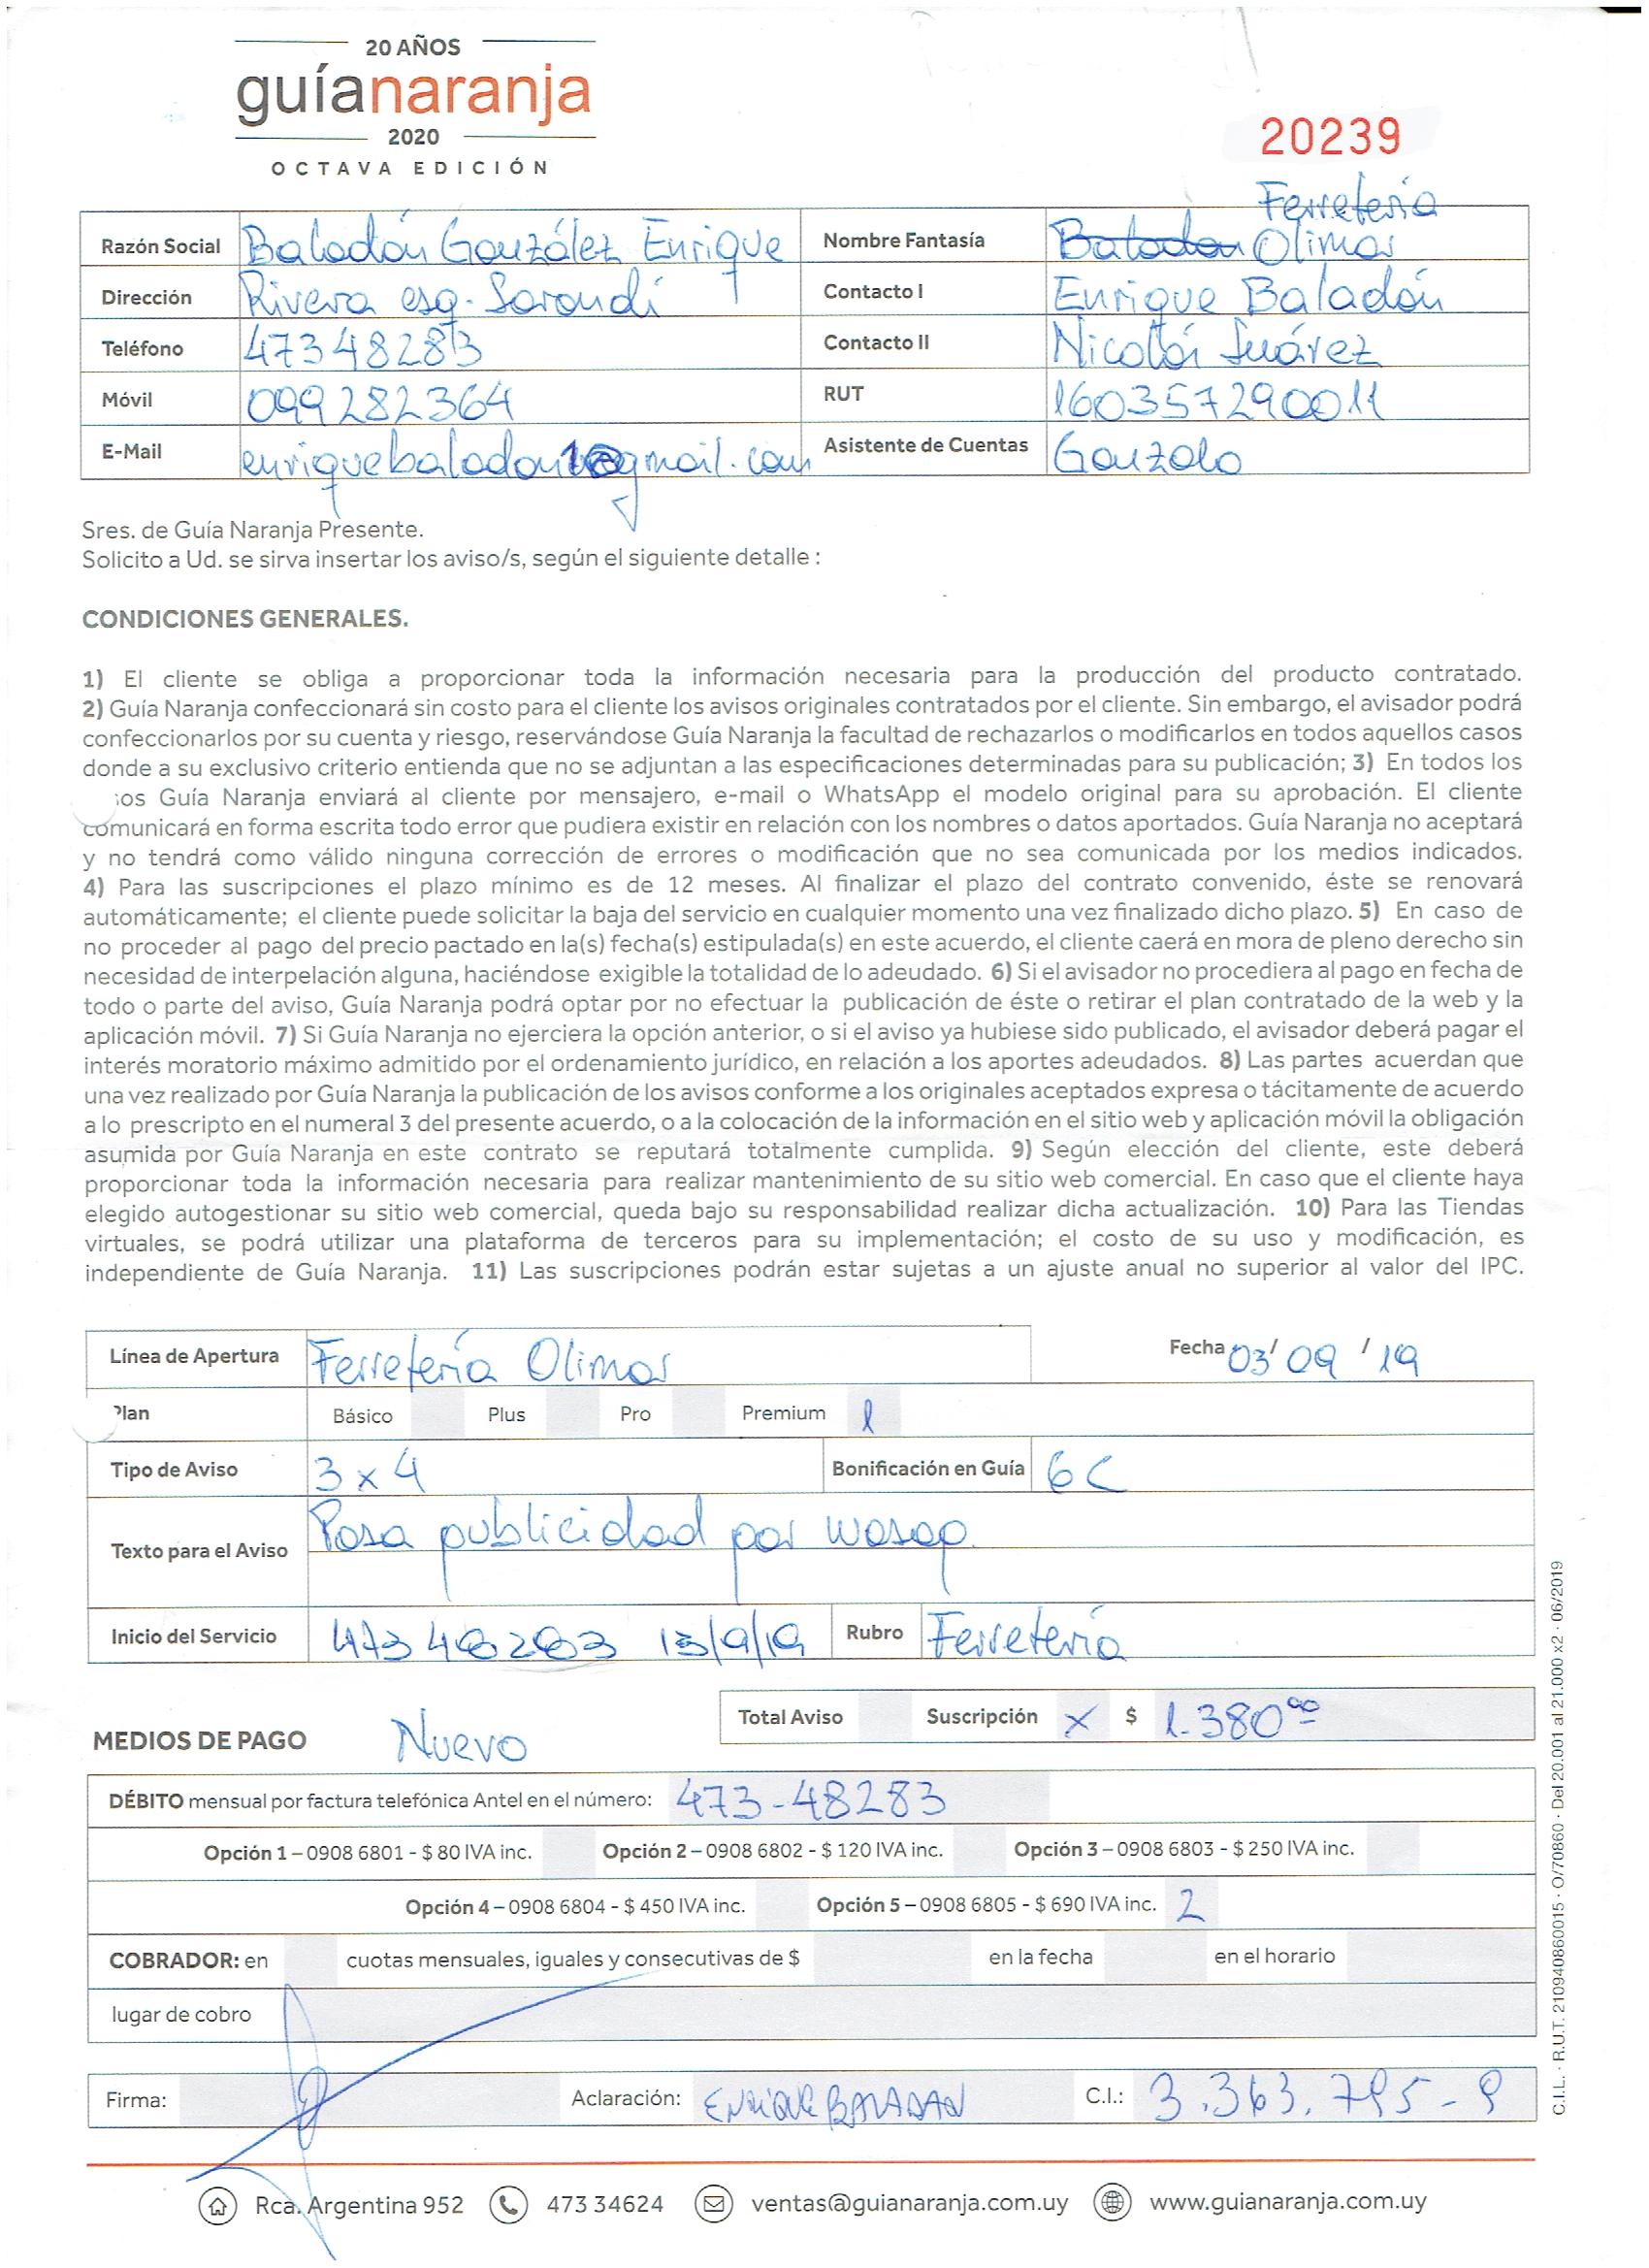 20 AÑOS
guíanaranja
2020
OCTAVA EDICIÓN
20239
Razón Social Baladán González Enrique Nombre Fantasía Ferretería Olimar
Dirección Rivera esq. Sarandí Contacto I Enrique Baladán
Teléfono 47348283 Contacto II Nicolás Suárez
Móvil 099282364 RUT 160357290011
E-Mail enriquebaladan1@gmail.com Asistente de Cuentas Gonzalo
Sres. de Guía Naranja Presente.
Solicito a Ud. se sirva insertar los aviso/s, según el siguiente detalle :
CONDICIONES GENERALES.
1) El cliente se obliga a proporcionar toda la información necesaria para la producción del producto contratado.
2) Guía Naranja confeccionará sin costo para el cliente los avisos originales contratados por el cliente. Sin embargo, el avisador podrá
confeccionarlos por su cuenta y riesgo, reservándose Guía Naranja la facultad de rechazarlos o modificarlos en todos aquellos casos
donde a su exclusivo criterio entienda que no se adjuntan a las especificaciones determinadas para su publicación; 3) En todos los
os Guía Naranja enviará al cliente por mensajero, e-mail o WhatsApp el modelo original para su aprobación. El cliente
comunicará en forma escrita todo error que pudiera existir en relación con los nombres o datos aportados. Guía Naranja no aceptará
y no tendrá como válido ninguna corrección de errores o modificación que no sea comunicada por los medios indicados.
4) Para las suscripciones el plazo mínimo es de 12 meses. Al finalizar el plazo del contrato convenido, éste se renovará
automáticamente; el cliente puede solicitar la baja del servicio en cualquier momento una vez finalizado dicho plazo. 5) En caso de
no proceder al pago del precio pactado en la(s) fecha(s) estipulada(s) en este acuerdo, el cliente caerá en mora de pleno derecho sin
necesidad de interpelación alguna, haciéndose exigible la totalidad de lo adeudado. 6) Si el avisador no procediera al pago en fecha de
todo o parte del aviso, Guía Naranja podrá optar por no efectuar la publicación de éste o retirar el plan contratado de la web y la
aplicación móvil. 7) Si Guía Naranja no ejerciera la opción anterior, o si el aviso ya hubiese sido publicado, el avisador deberá pagar el
interés moratorio máximo admitido por el ordenamiento jurídico, en relación a los aportes adeudados. 8) Las partes acuerdan que
una vez realizado por Guía Naranja la publicación de los avisos conforme a los originales aceptados expresa o tácitamente de acuerdo
a lo prescripto en el numeral 3 del presente acuerdo, o a la colocación de la información en el sitio web y aplicación móvil la obligación
asumida por Guía Naranja en este contrato se reputará totalmente cumplida. 9) Según elección del cliente, este deberá
proporcionar toda la información necesaria para realizar mantenimiento de su sitio web comercial. En caso que el cliente haya
elegido autogestionar su sitio web comercial, queda bajo su responsabilidad realizar dicha actualización. 10) Para las Tiendas
virtuales, se podrá utilizar una plataforma de terceros para su implementación; el costo de su uso y modificación, es
independiente de Guía Naranja. 11) Las suscripciones podrán estar sujetas a un ajuste anual no superior al valor del IPC.
Línea de Apertura Ferretería Olimar Fecha 03/09/19
Plan Básico Plus Pro Premium 1
Tipo de Aviso 3x4 Bonificación en Guía 6C
Texto para el Aviso Pasa publicidad por wasap
Inicio del Servicio 47348283 13/9/19 Rubro Ferretería
Total Aviso Suscripción X $ 1.380⁰⁰
MEDIOS DE PAGO Nuevo
DÉBITO mensual por factura telefónica Antel en el número: 473-48283
Opción 1 – 0908 6801 - $ 80 IVA inc. Opción 2 – 0908 6802 - $ 120 IVA inc. Opción 3 – 0908 6803 - $ 250 IVA inc.
Opción 4 – 0908 6804 - $ 450 IVA inc. Opción 5 – 0908 6805 - $ 690 IVA inc. 2
COBRADOR: en cuotas mensuales, iguales y consecutivas de $ en la fecha en el horario
lugar de cobro
Firma: Aclaración: ENRIQUE BALADAN C.I.: 3.363.795-9
Rca. Argentina 952 473 34624 ventas@guianaranja.com.uy www.guianaranja.com.uy
C.I.L. · R.U.T. 210940860015 · O/70860 · Del 20.001 al 21.000 x2 · 06/2019